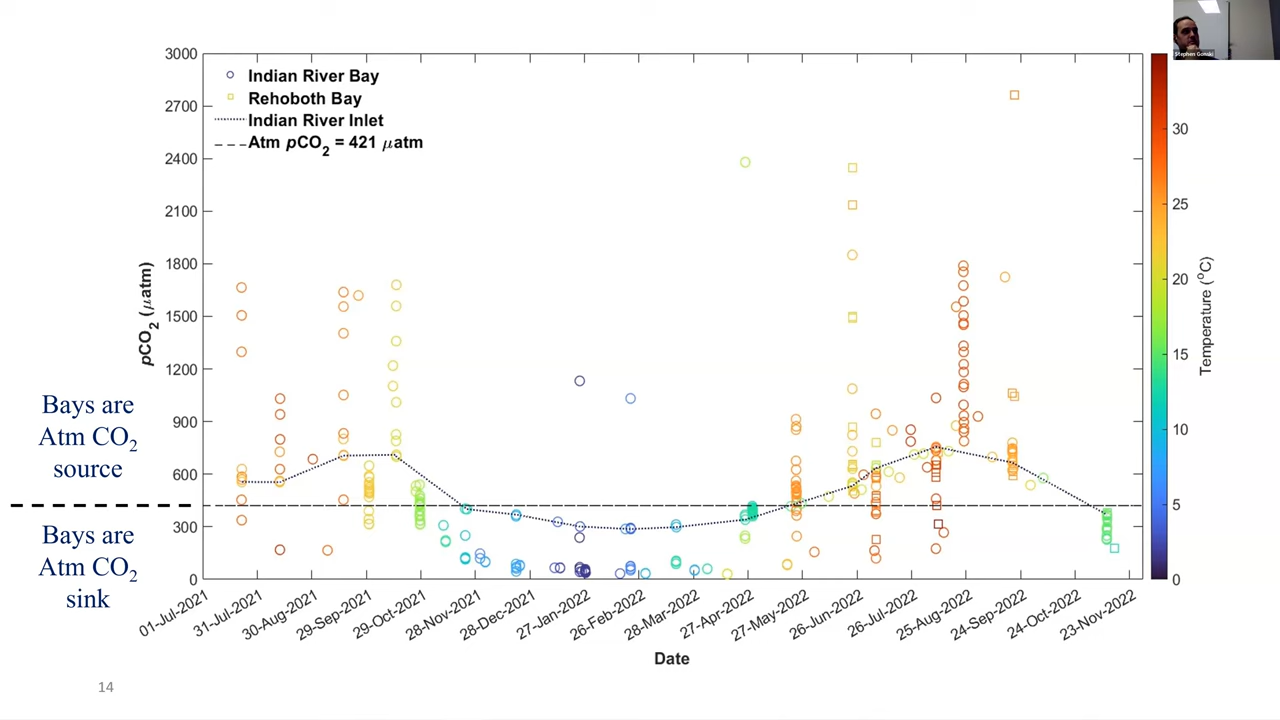 Stephen Gonski
3000
2700
2400
2100
1800
1500
1200
900
600
300
0
pCO2 (μatm)
Indian River Bay
Rehoboth Bay
Indian River Inlet
Atm pCO2 = 421 μatm
30
25
20
15
10
5
0
Temperature (oC)
Bays are
Atm CO2
source
Bays are
Atm CO2
sink
01-Jul-2021
31-Jul-2021
30-Aug-2021
29-Sep-2021
29-Oct-2021
28-Nov-2021
28-Dec-2021
27-Jan-2022
26-Feb-2022
28-Mar-2022
27-Apr-2022
27-May-2022
26-Jun-2022
26-Jul-2022
25-Aug-2022
24-Sep-2022
24-Oct-2022
23-Nov-2022
Date
14